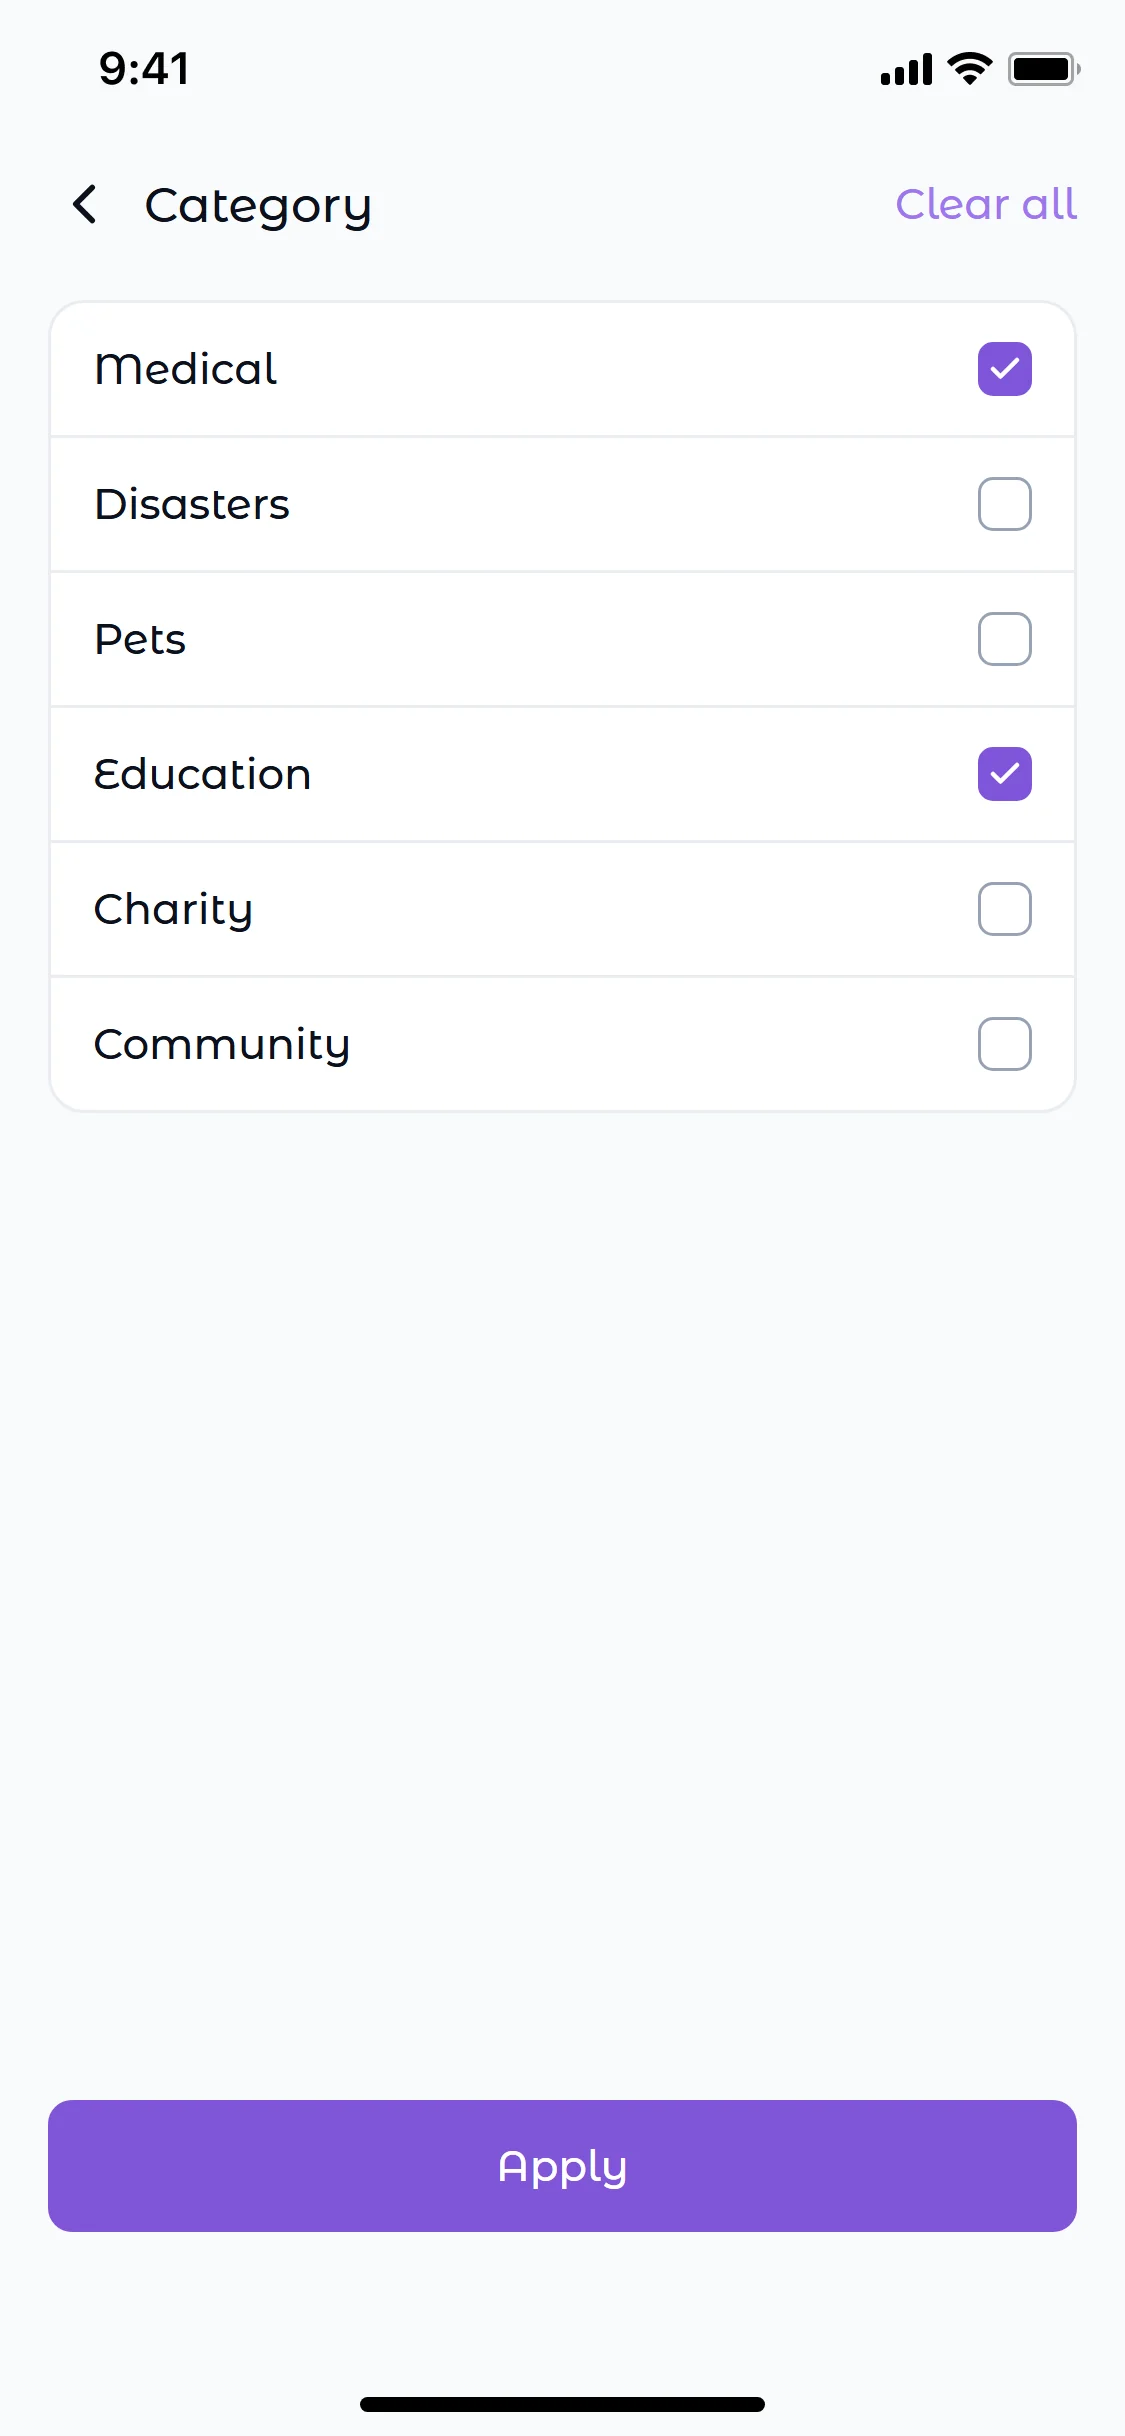 9:41
Category
Clear all
Medical
Disasters
Pets
Education
Charity
Community
Apply